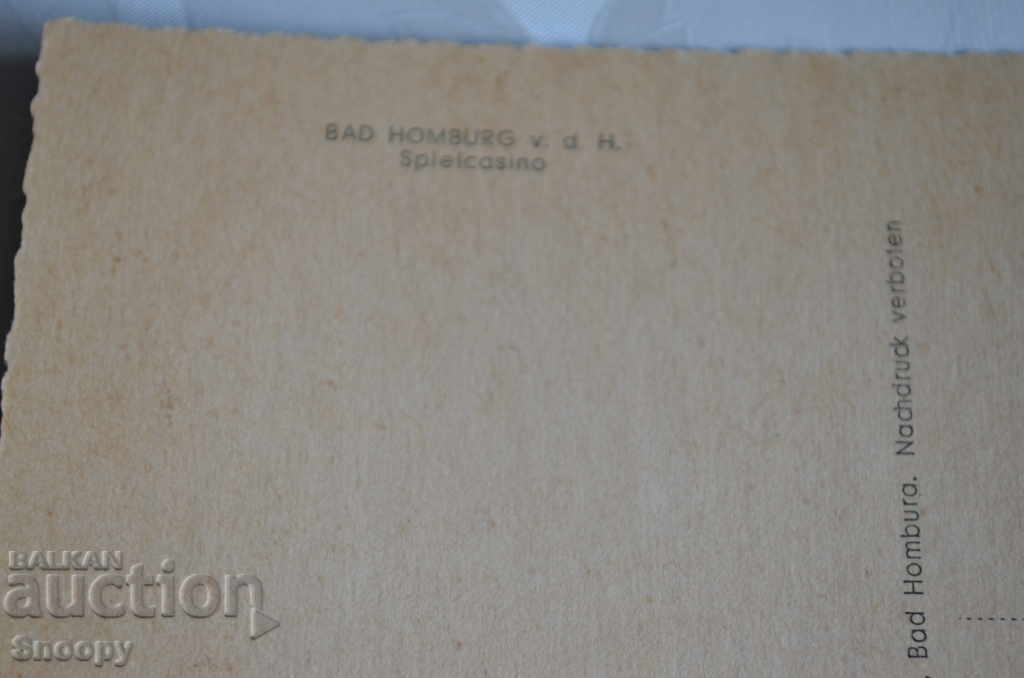 BAD HOMBURG v. d. H.
Spielcasino
, Bad Homburg. Nachdruck verboten
BALKAN
auction
Snoopy